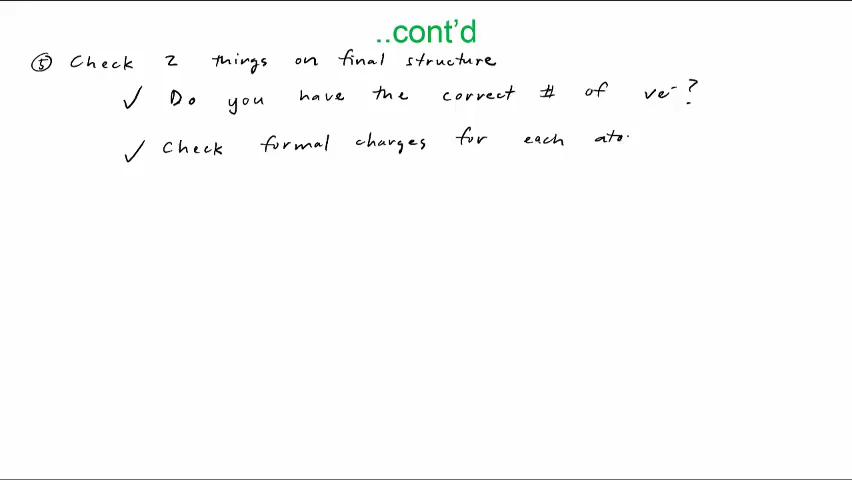 ..cont'd
⑤ Check 2 things on final structure
✓ Do you have the correct # of ve⁻?
✓ Check formal charges for each ato